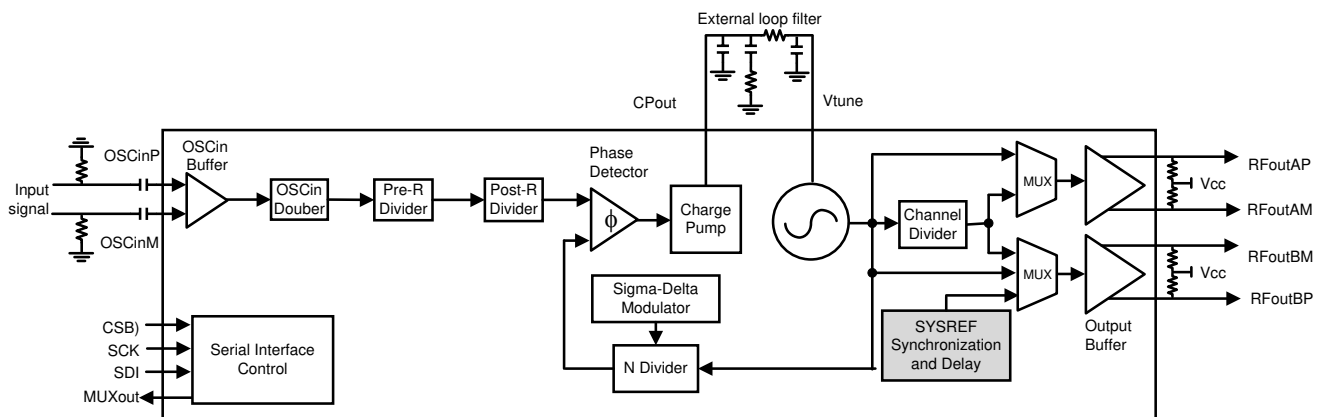 External loop filter
CPout
Vtune
OSCinP
OSCin
Buffer
Input
signal
OSCinM
OSCin
Douber
Pre-R
Divider
Post-R
Divider
Phase
Detector
ϕ
Charge
Pump
Channel
Divider
MUX
MUX
RFoutAP
Vcc
RFoutAM
RFoutBM
Vcc
RFoutBP
Output
Buffer
Sigma-Delta
Modulator
N Divider
SYSREF
Synchronization
and Delay
CSB)
SCK
SDI
MUXout
Serial Interface
Control